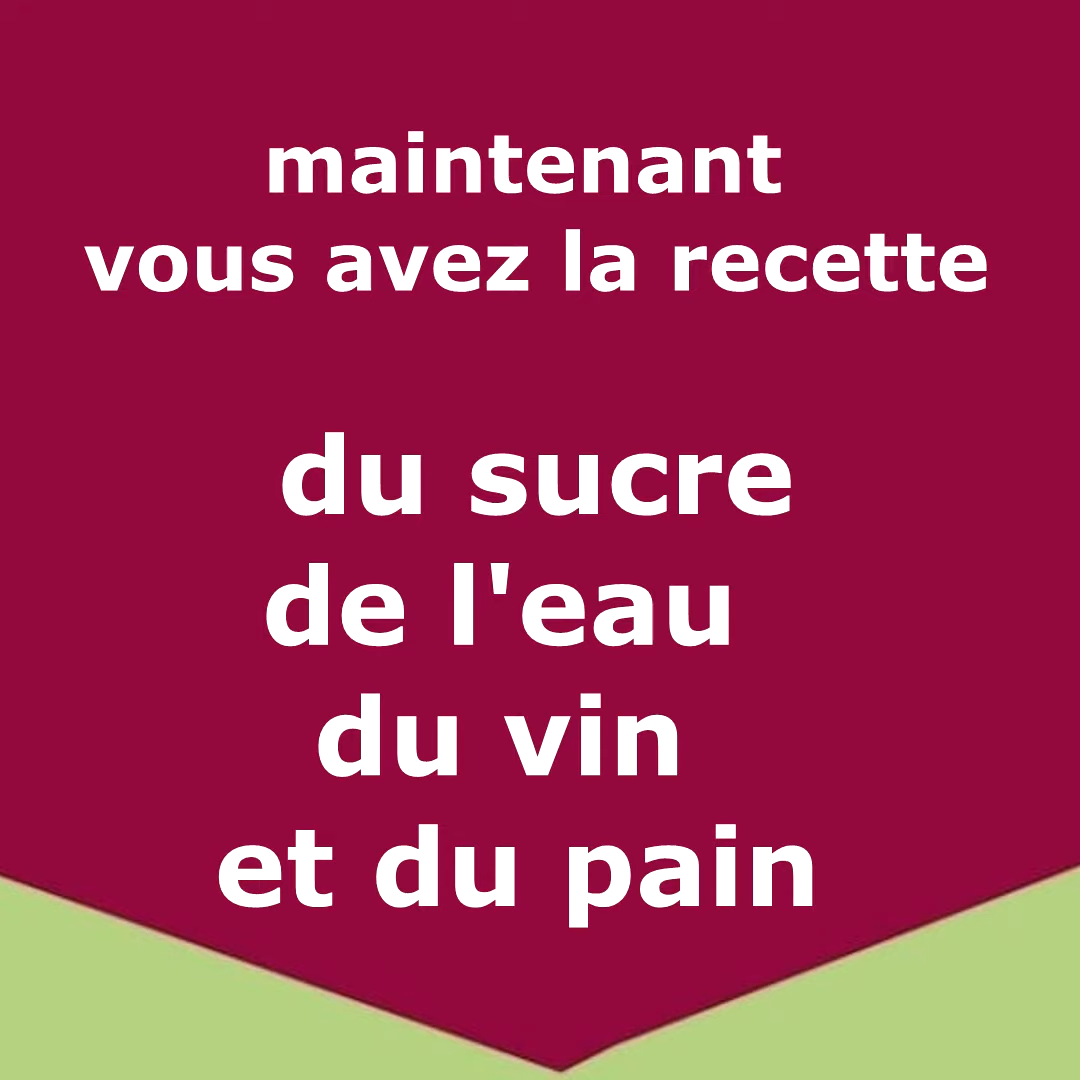 maintenant
vous avez la recette
du sucre
de l'eau
du vin
et du pain